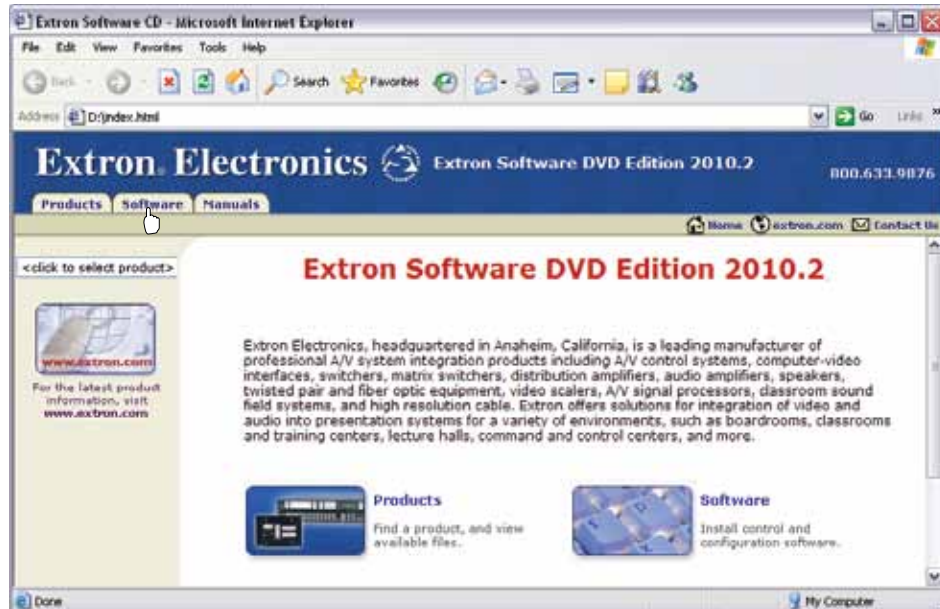 Extron Software CD - Microsoft Internet Explorer
File Edit View Favorites Tools Help
Back Search Favorites
Address D:\index.html Go Links »
Extron® Electronics Extron Software DVD Edition 2010.2 800.633.9876
Products Software Manuals
Home extron.com Contact Us
<click to select product>
Extron Software DVD Edition 2010.2
www.extron.com
For the latest product
information, visit
www.extron.com
Extron Electronics, headquartered in Anaheim, California, is a leading manufacturer of
professional A/V system integration products including A/V control systems, computer-video
interfaces, switchers, matrix switchers, distribution amplifiers, audio amplifiers, speakers,
twisted pair and fiber optic equipment, video scalers, A/V signal processors, classroom sound
field systems, and high resolution cable. Extron offers solutions for integration of video and
audio into presentation systems for a variety of environments, such as boardrooms, classrooms
and training centers, lecture halls, command and control centers, and more.
Products
Find a product, and view
available files.
Software
Install control and
configuration software.
Done My Computer